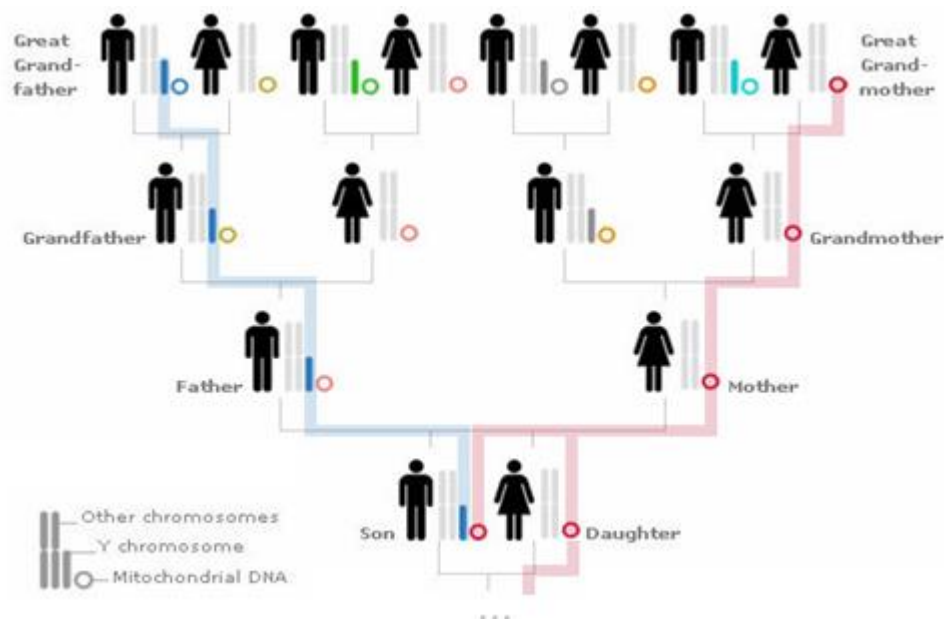 Great
Grand-
father
Great
Grand-
mother
Grandfather
Grandmother
Father
Mother
Son
Daughter
Other chromosomes
Y chromosome
Mitochondrial DNA
...